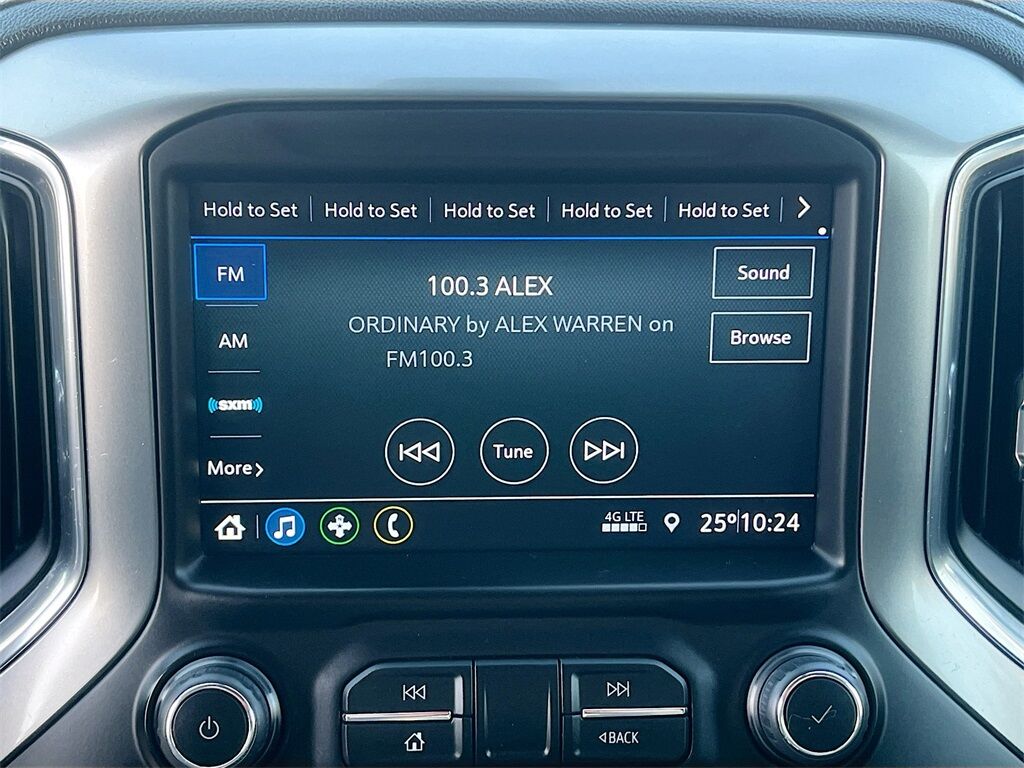 Hold to Set Hold to Set Hold to Set Hold to Set Hold to Set
FM
100.3 ALEX
Sound
ORDINARY by ALEX WARREN on
FM100.3
AM
Browse
sxm
More
Tune
4G LTE
25° 10:24
BACK